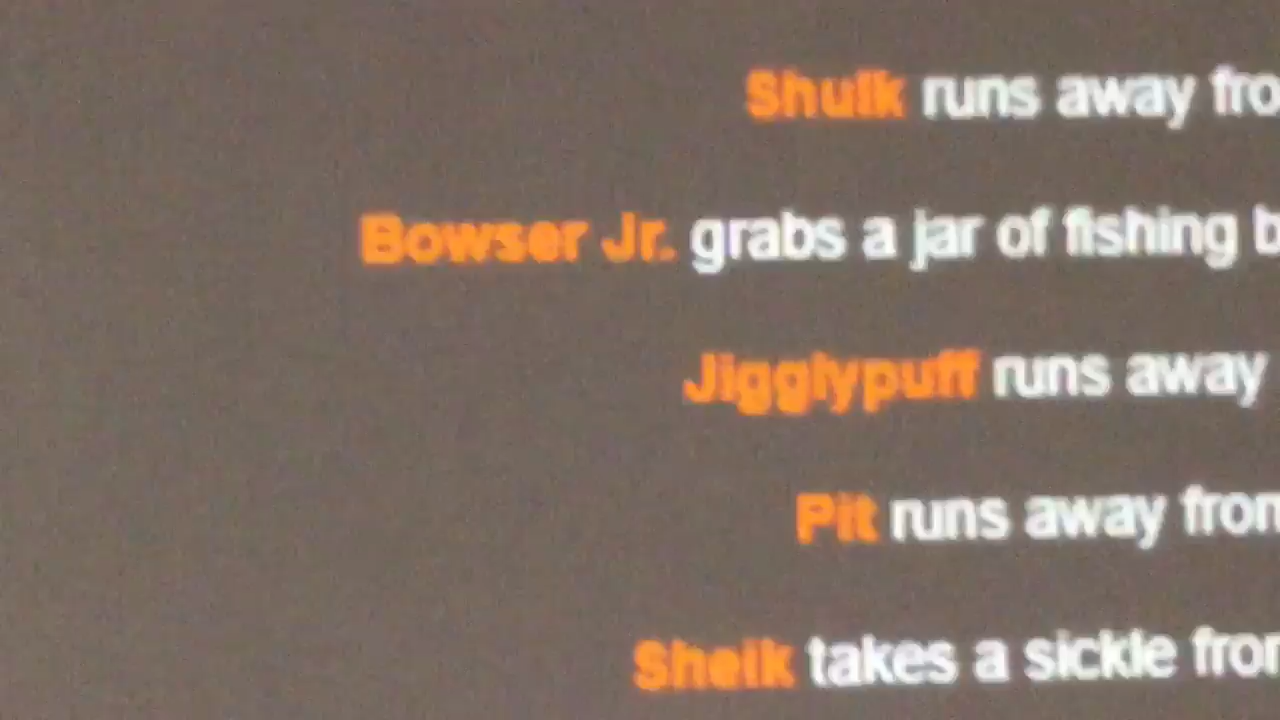 Shulk runs away fro
Bowser Jr. grabs a jar of fishing b
Jigglypuff runs away
Pit runs away from
Sheik takes a sickle from